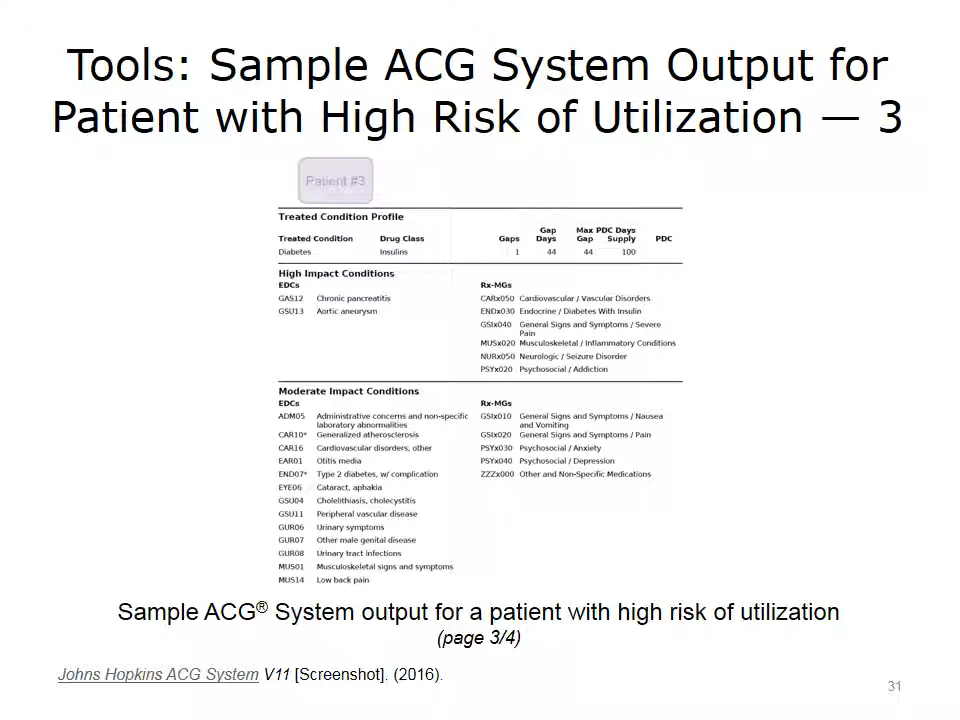 Tools: Sample ACG System Output for
Patient with High Risk of Utilization — 3
Patient #3
Treated Condition Profile
Treated Condition Drug Class Gaps Gap Days Max Gap PDC Days Supply PDC
Diabetes Insulins 1 44 44 100
High Impact Conditions
EDCs
GAS12 Chronic pancreatitis
GSU13 Aortic aneurysm
Rx-MGs
CARx050 Cardiovascular / Vascular Disorders
ENDx030 Endocrine / Diabetes With Insulin
GSIx040 General Signs and Symptoms / Severe
Pain
MUSx020 Musculoskeletal / Inflammatory Conditions
NURx050 Neurologic / Seizure Disorder
PSYx020 Psychosocial / Addiction
Moderate Impact Conditions
EDCs
ADM05 Administrative concerns and non-specific
laboratory abnormalities
CAR10* Generalized atherosclerosis
CAR16 Cardiovascular disorders, other
EAR01 Otitis media
END07* Type 2 diabetes, w/ complication
EYE06 Cataract, aphakia
GSU04 Cholelithiasis, cholecystitis
GSU11 Peripheral vascular disease
GUR06 Urinary symptoms
GUR07 Other male genital disease
GUR08 Urinary tract infections
MUS01 Musculoskeletal signs and symptoms
MUS14 Low back pain
Rx-MGs
GSIx010 General Signs and Symptoms / Nausea
and Vomiting
GSIx020 General Signs and Symptoms / Pain
PSYx030 Psychosocial / Anxiety
PSYx040 Psychosocial / Depression
ZZZx000 Other and Non-Specific Medications
Sample ACG® System output for a patient with high risk of utilization
(page 3/4)
Johns Hopkins ACG System V11 [Screenshot]. (2016).
31